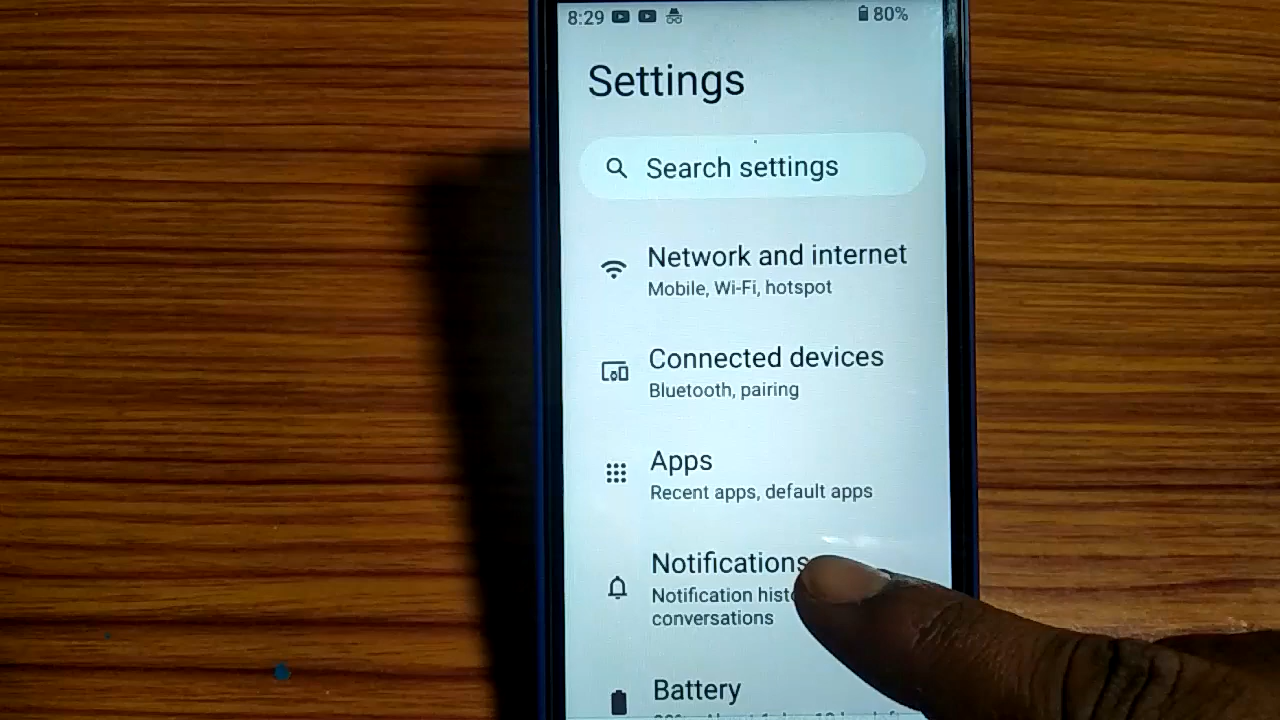 8:29 80%
Settings
Search settings
Network and internet
Mobile, Wi-Fi, hotspot
Connected devices
Bluetooth, pairing
Apps
Recent apps, default apps
Notifications
Notification
conversations
Battery